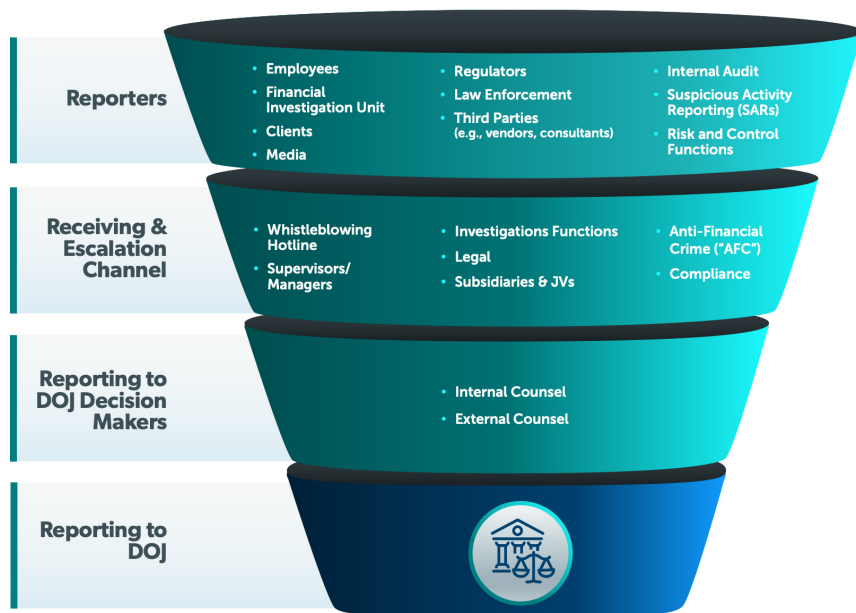 Reporters
• Employees
• Financial
Investigation Unit
• Clients
• Media
• Regulators
• Law Enforcement
• Third Parties
(e.g., vendors, consultants)
• Internal Audit
• Suspicious Activity
Reporting (SARs)
• Risk and Control
Functions
Receiving &
Escalation
Channel
• Whistleblowing
Hotline
• Supervisors/
Managers
• Investigations Functions
• Legal
• Subsidiaries & JVs
• Anti-Financial
Crime ("AFC")
• Compliance
Reporting to
DOJ Decision
Makers
• Internal Counsel
• External Counsel
Reporting to
DOJ